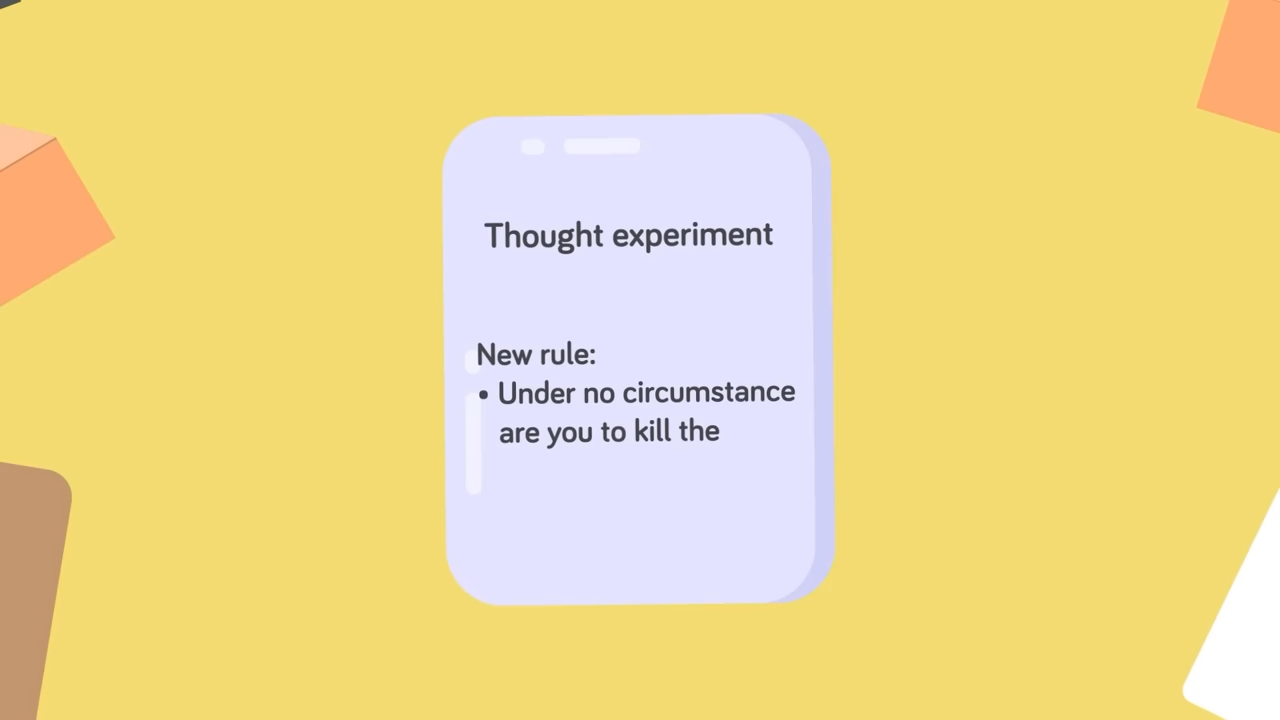 Thought experiment
New rule:
• Under no circumstance
are you to kill the